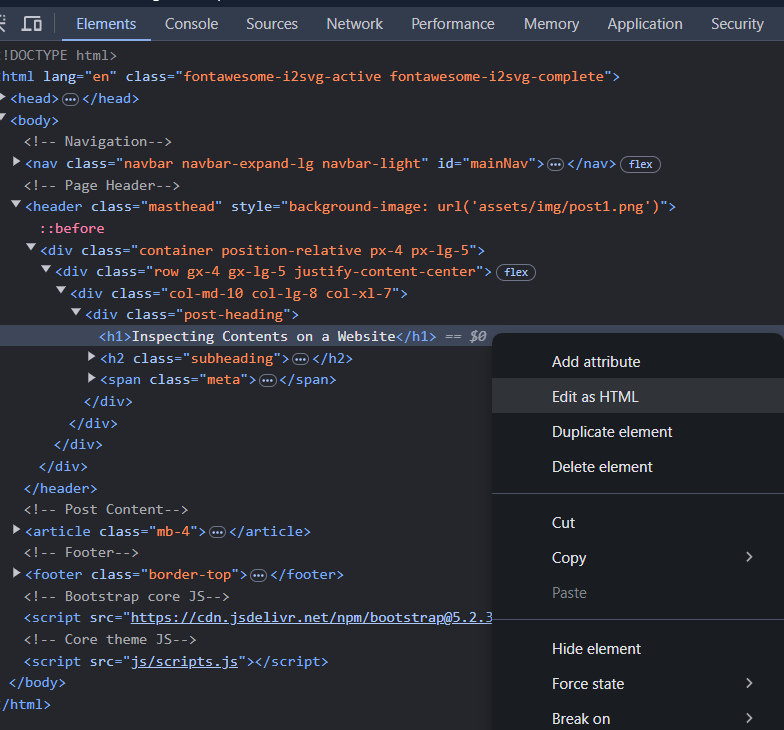 Elements Console Sources Network Performance Memory Application Security
!DOCTYPE html>
html lang="en" class="fontawesome-i2svg-active fontawesome-i2svg-complete">
<head> ⋯ </head>
<body>
<!-- Navigation-->
<nav class="navbar navbar-expand-lg navbar-light" id="mainNav"> ⋯ </nav> flex
<!-- Page Header-->
<header class="masthead" style="background-image: url('assets/img/post1.png')">
::before
<div class="container position-relative px-4 px-lg-5">
<div class="row gx-4 gx-lg-5 justify-content-center"> flex
<div class="col-md-10 col-lg-8 col-xl-7">
<div class="post-heading">
<h1>Inspecting Contents on a Website</h1> == $0
<h2 class="subheading"> ⋯ </h2>
<span class="meta"> ⋯ </span>
</div>
</div>
</div>
</div>
</header>
<!-- Post Content-->
<article class="mb-4"> ⋯ </article>
<!-- Footer-->
<footer class="border-top"> ⋯ </footer>
<!-- Bootstrap core JS-->
<script src="https://cdn.jsdelivr.net/npm/bootstrap@5.2.3
<!-- Core theme JS-->
<script src="js/scripts.js"></script>
</body>
/html>
Add attribute
Edit as HTML
Duplicate element
Delete element
Cut
Copy
Paste
Hide element
Force state
Break on